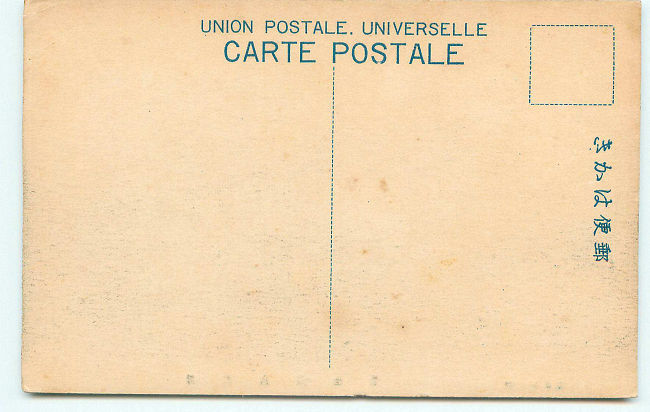 UNION POSTALE. UNIVERSELLE
CARTE POSTALE
郵便はかき